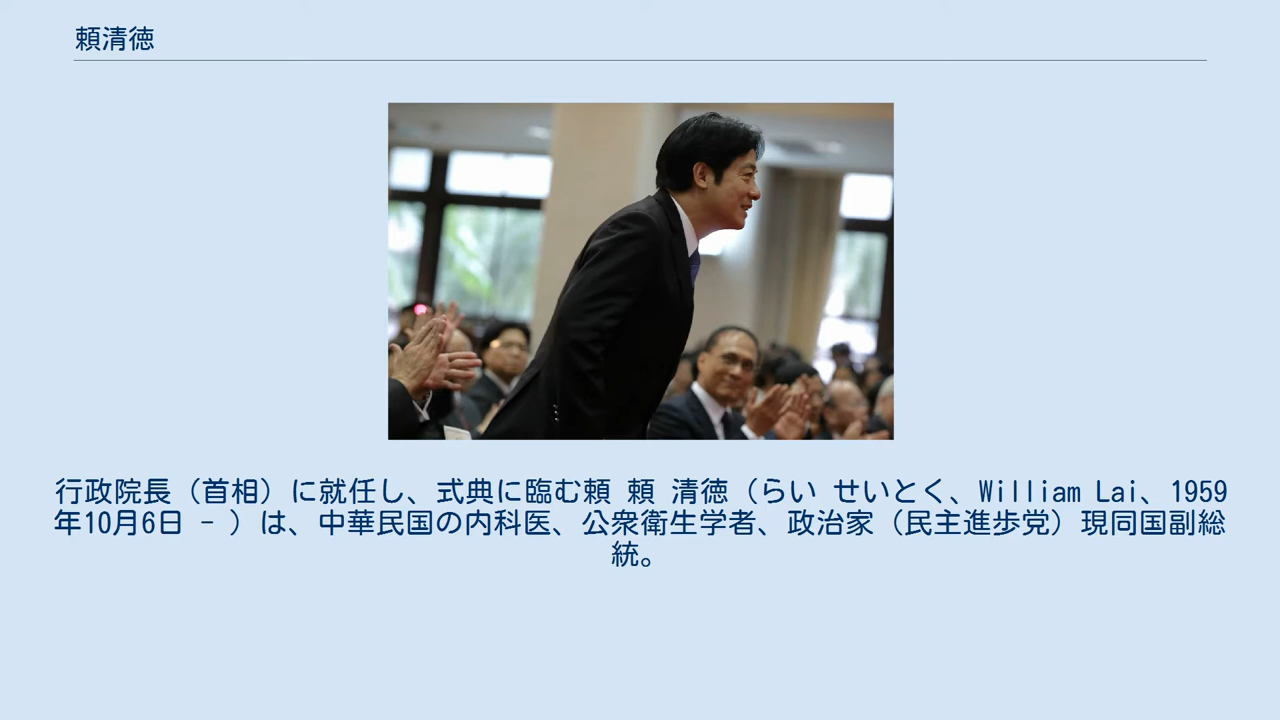 頼清徳
行政院長（首相）に就任し、式典に臨む頼 頼 清徳（らい せいとく、William Lai、1959
年10月6日 - ）は、中華民国の内科医、公衆衛生学者、政治家（民主進歩党）現同国副総
統。